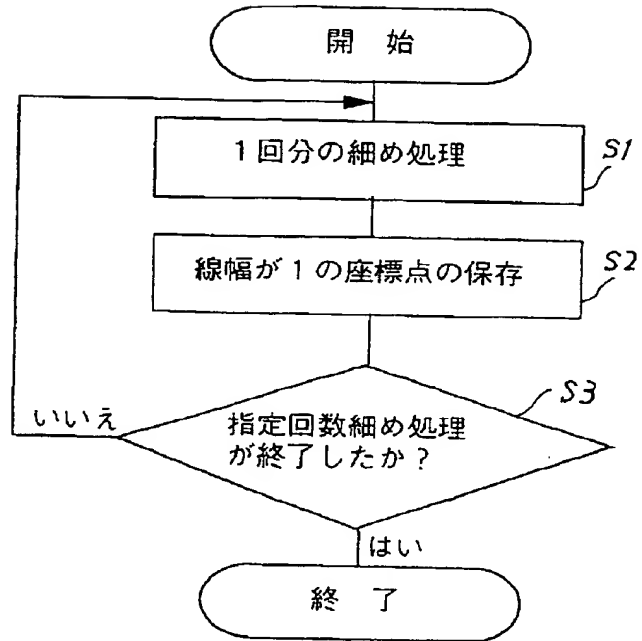 開 始
1回分の細め処理
S1
線幅が1の座標点の保存
S2
S3
いいえ
指定回数細め処理
が終了したか?
はい
終 了